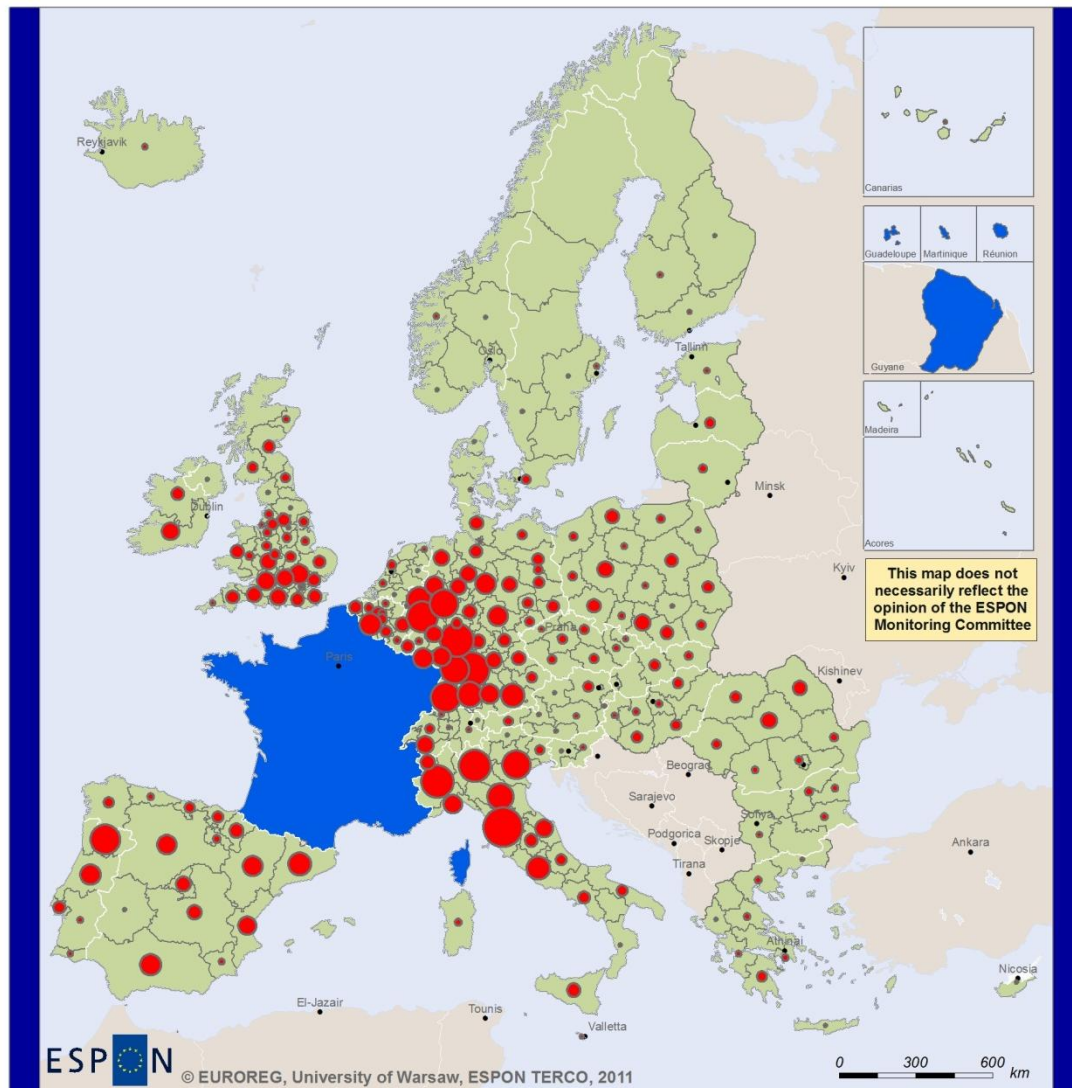 Reykjavik
Canarias
Guadeloupe
Martinique
Réunion
Oslo
Tallinn
Guyane
Madeira
Minsk
Dublin
Acores
Kyiv
This map does not
necessarily reflect the
opinion of the ESPON
Monitoring Committee
Praha
Paris
Kishinev
Beograd
Sarajevo
Sofiya
Podgorica
Skopje
Ankara
Tirana
Athinai
Nicosia
El-Jazair
Tounis
Valletta
ESPON
© EUROREG, University of Warsaw, ESPON TERCO, 2011
0 300 600
km